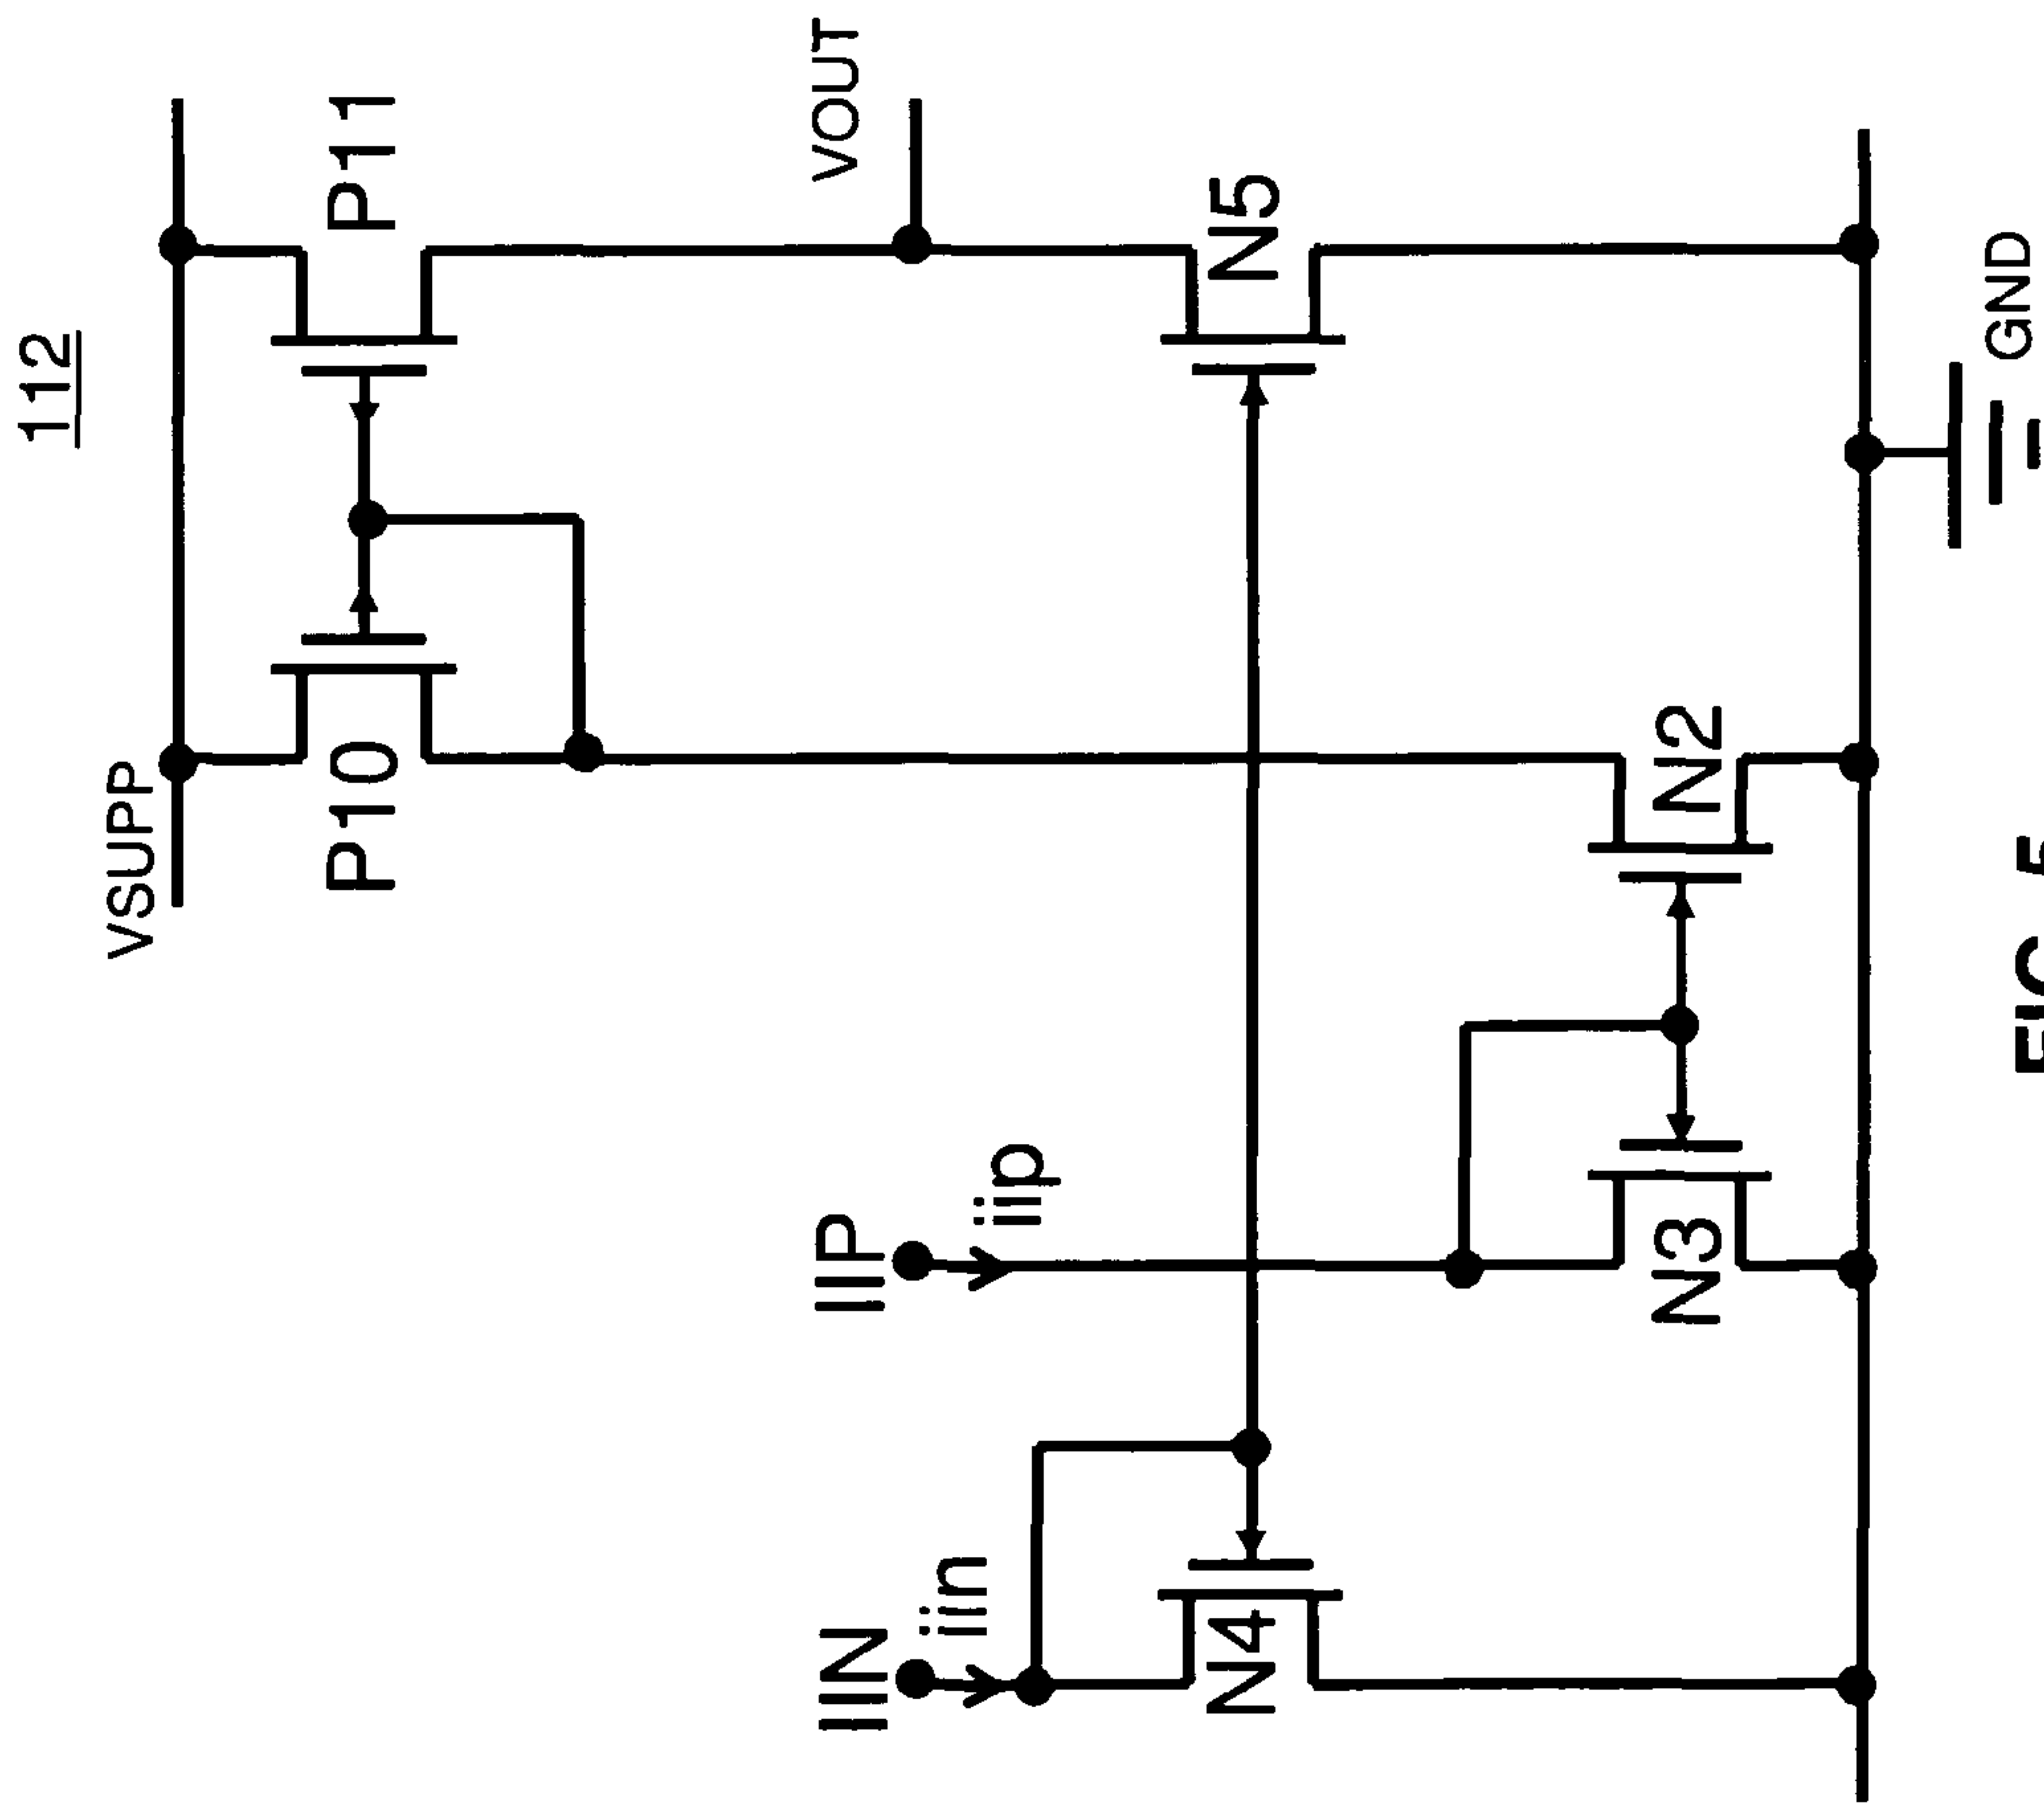 112
VSUPP
P10
P11
VOUT
IIN
iin
IIP
iip
N4
N5
N3
N2
GND